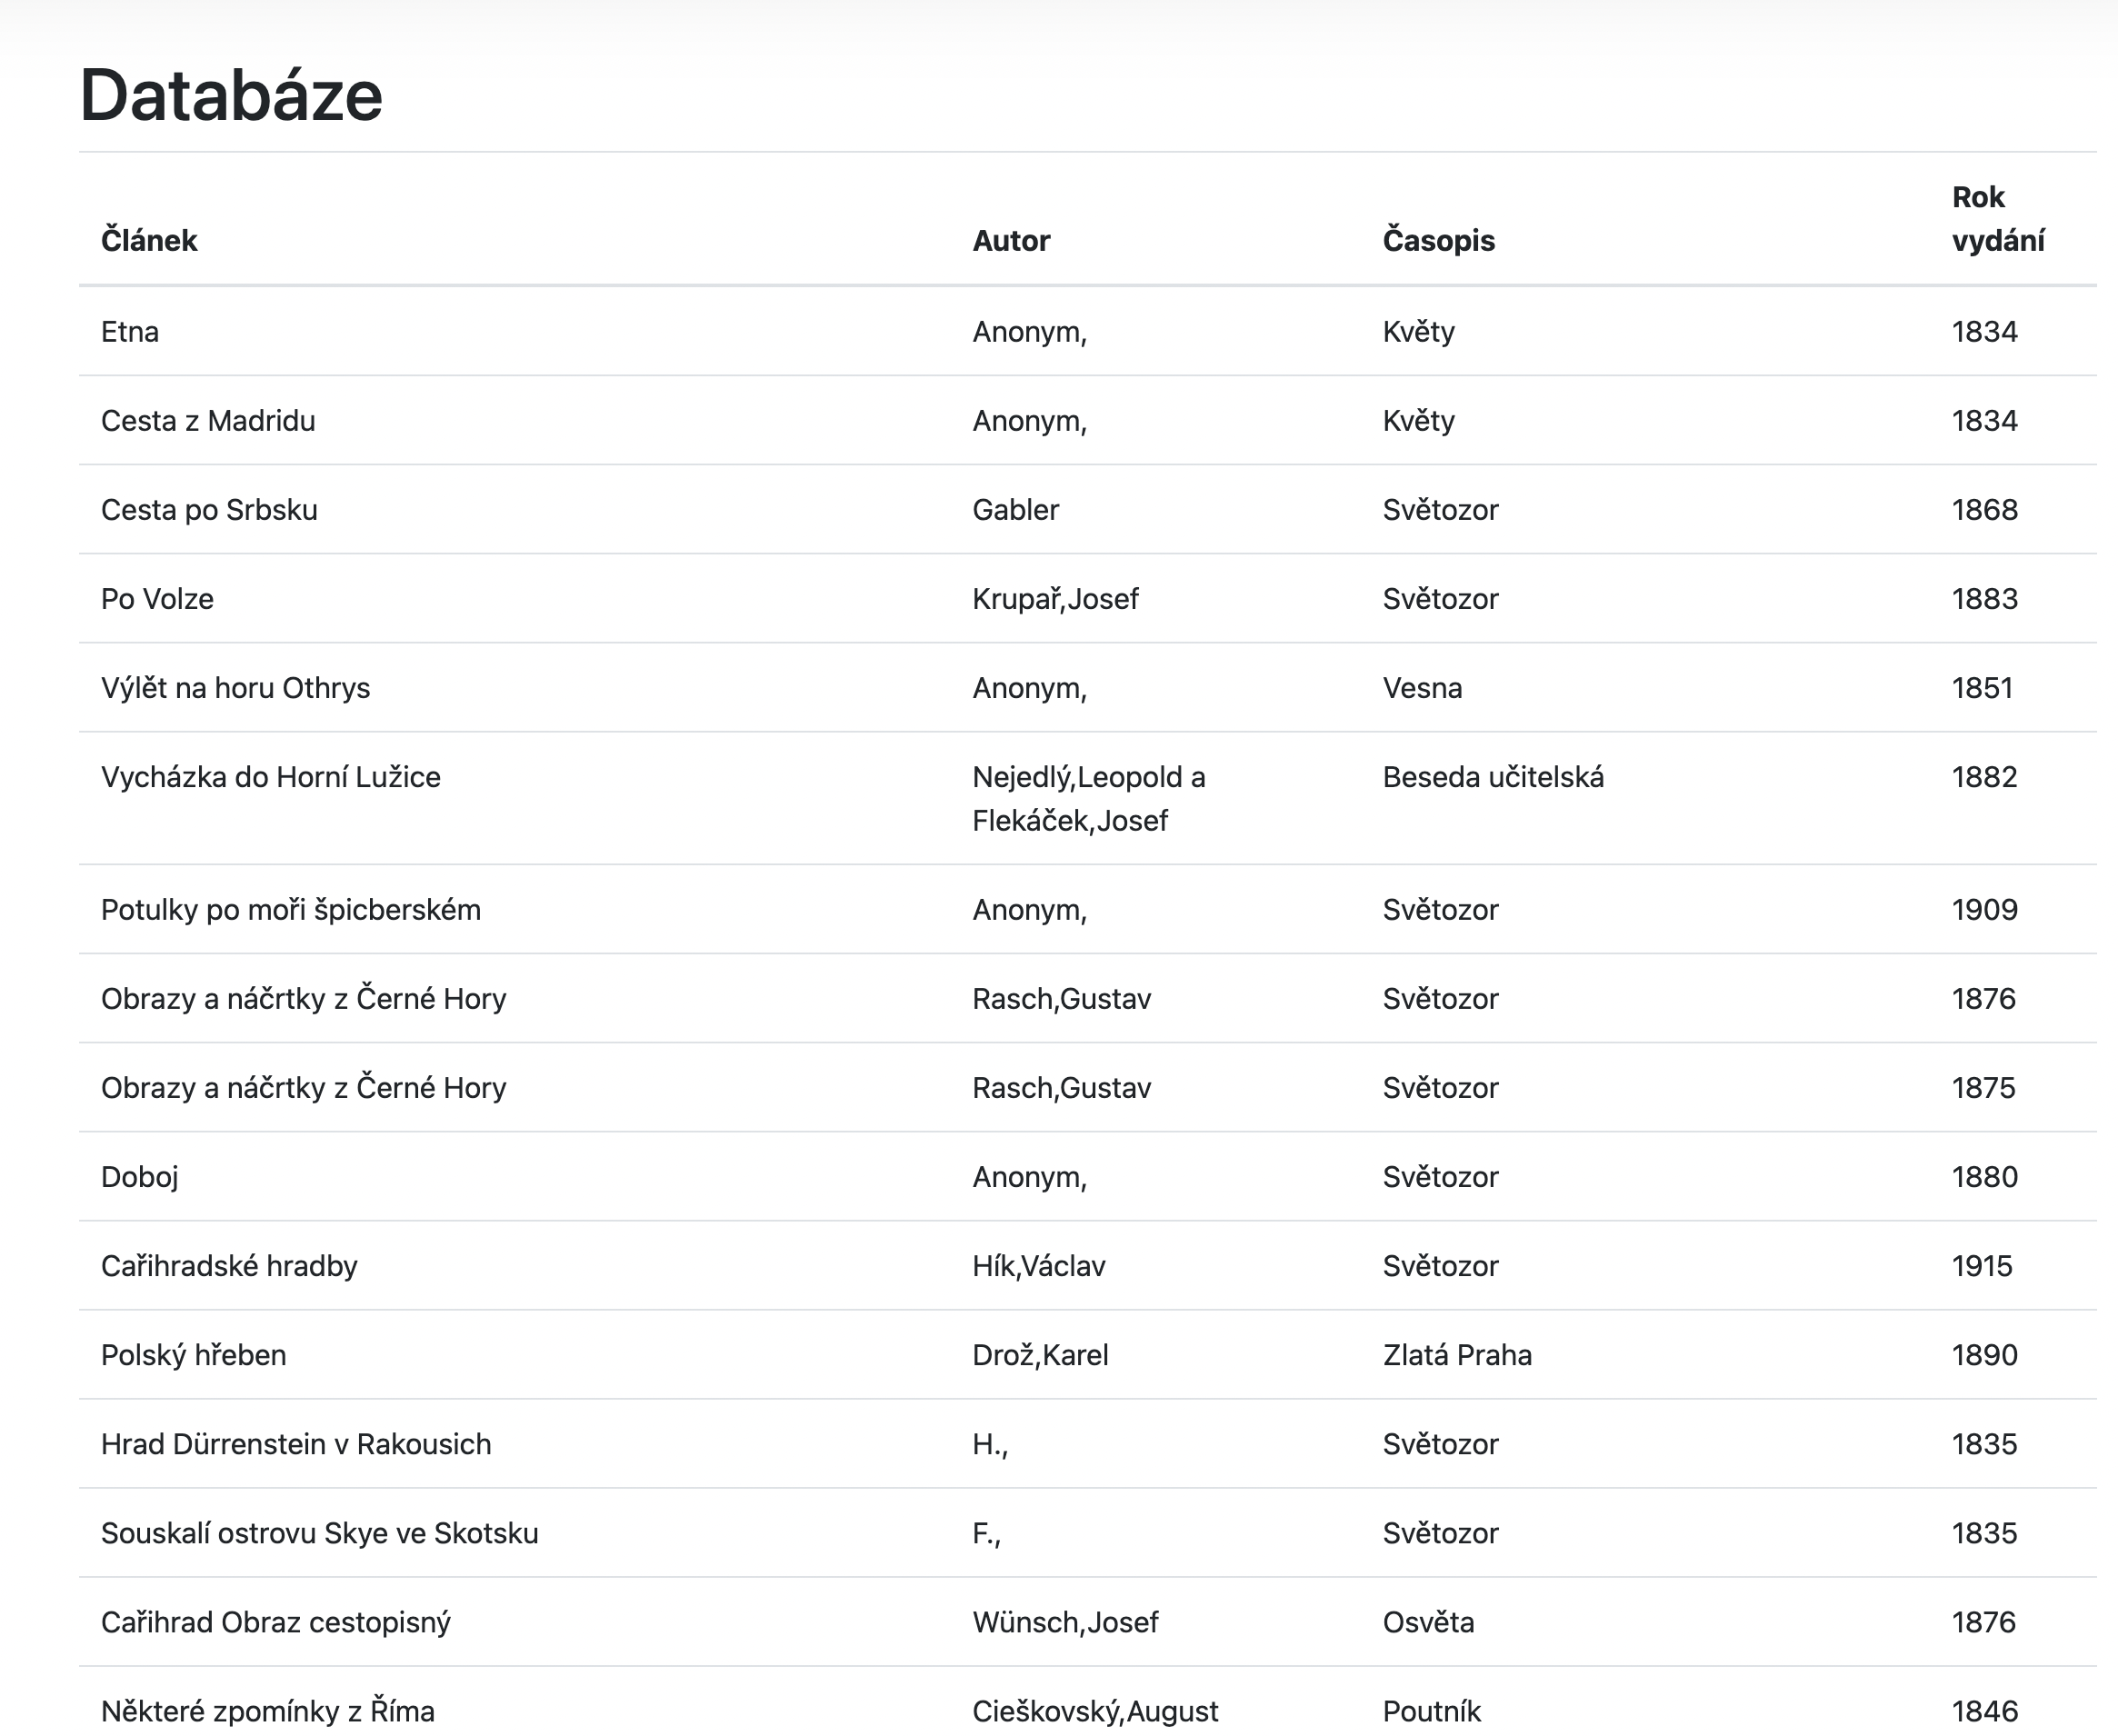 Databáze
Článek Autor Časopis Rok vydání
Etna Anonym, Květy 1834
Cesta z Madridu Anonym, Květy 1834
Cesta po Srbsku Gabler Světozor 1868
Po Volze Krupař,Josef Světozor 1883
Výlět na horu Othrys Anonym, Vesna 1851
Vycházka do Horní Lužice Nejedlý,Leopold a Beseda učitelská 1882
Flekáček,Josef
Potulky po moři špicberském Anonym, Světozor 1909
Obrazy a náčrtky z Černé Hory Rasch,Gustav Světozor 1876
Obrazy a náčrtky z Černé Hory Rasch,Gustav Světozor 1875
Doboj Anonym, Světozor 1880
Cařihradské hradby Hík,Václav Světozor 1915
Polský hřeben Drož,Karel Zlatá Praha 1890
Hrad Dürrenstein v Rakousich H., Světozor 1835
Souskalí ostrovu Skye ve Skotsku F., Světozor 1835
Cařihrad Obraz cestopisný Wünsch,Josef Osvěta 1876
Některé zpomínky z Říma Cieškovský,August Poutník 1846